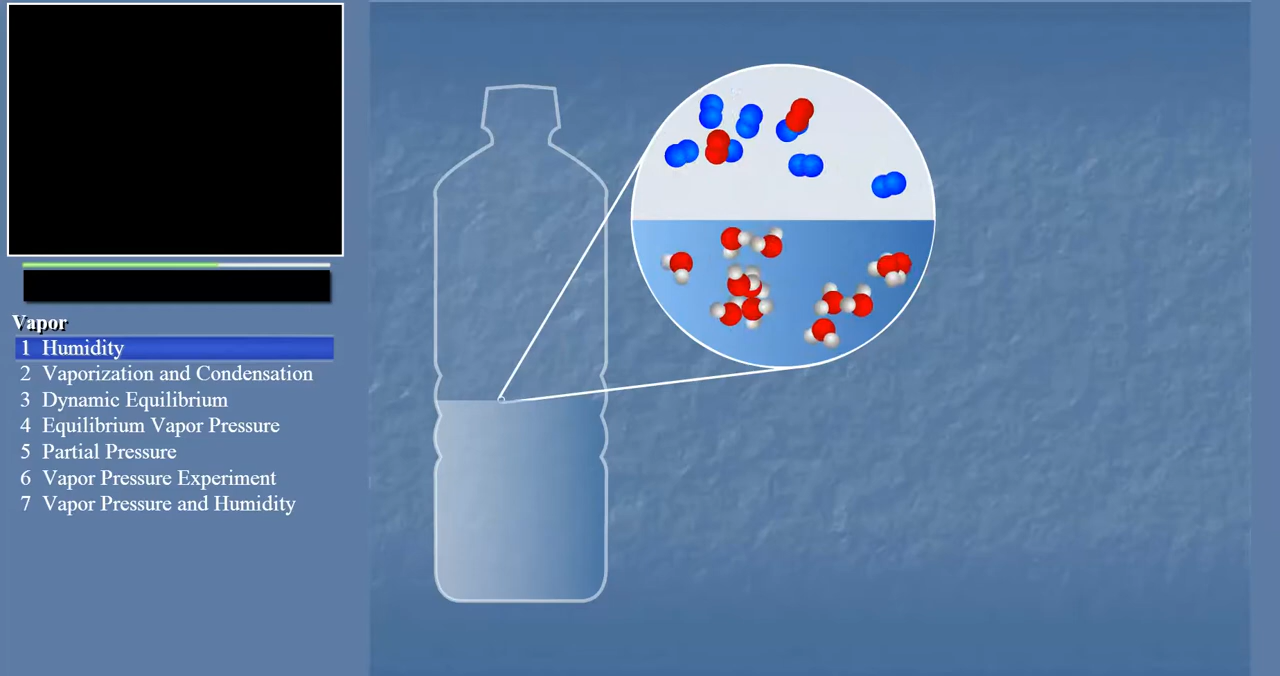 Vapor
1 Humidity
2 Vaporization and Condensation
3 Dynamic Equilibrium
4 Equilibrium Vapor Pressure
5 Partial Pressure
6 Vapor Pressure Experiment
7 Vapor Pressure and Humidity